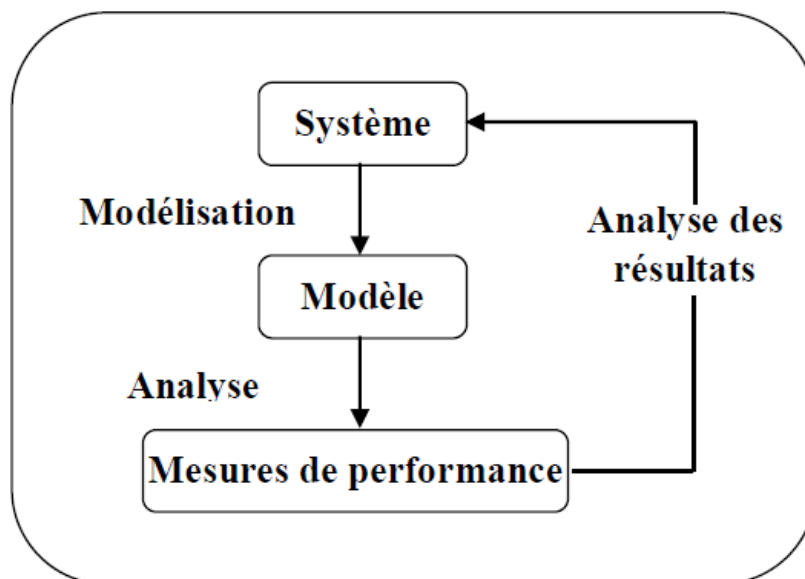 Système
Modélisation
Analyse des
résultats
Modèle
Analyse
Mesures de performance